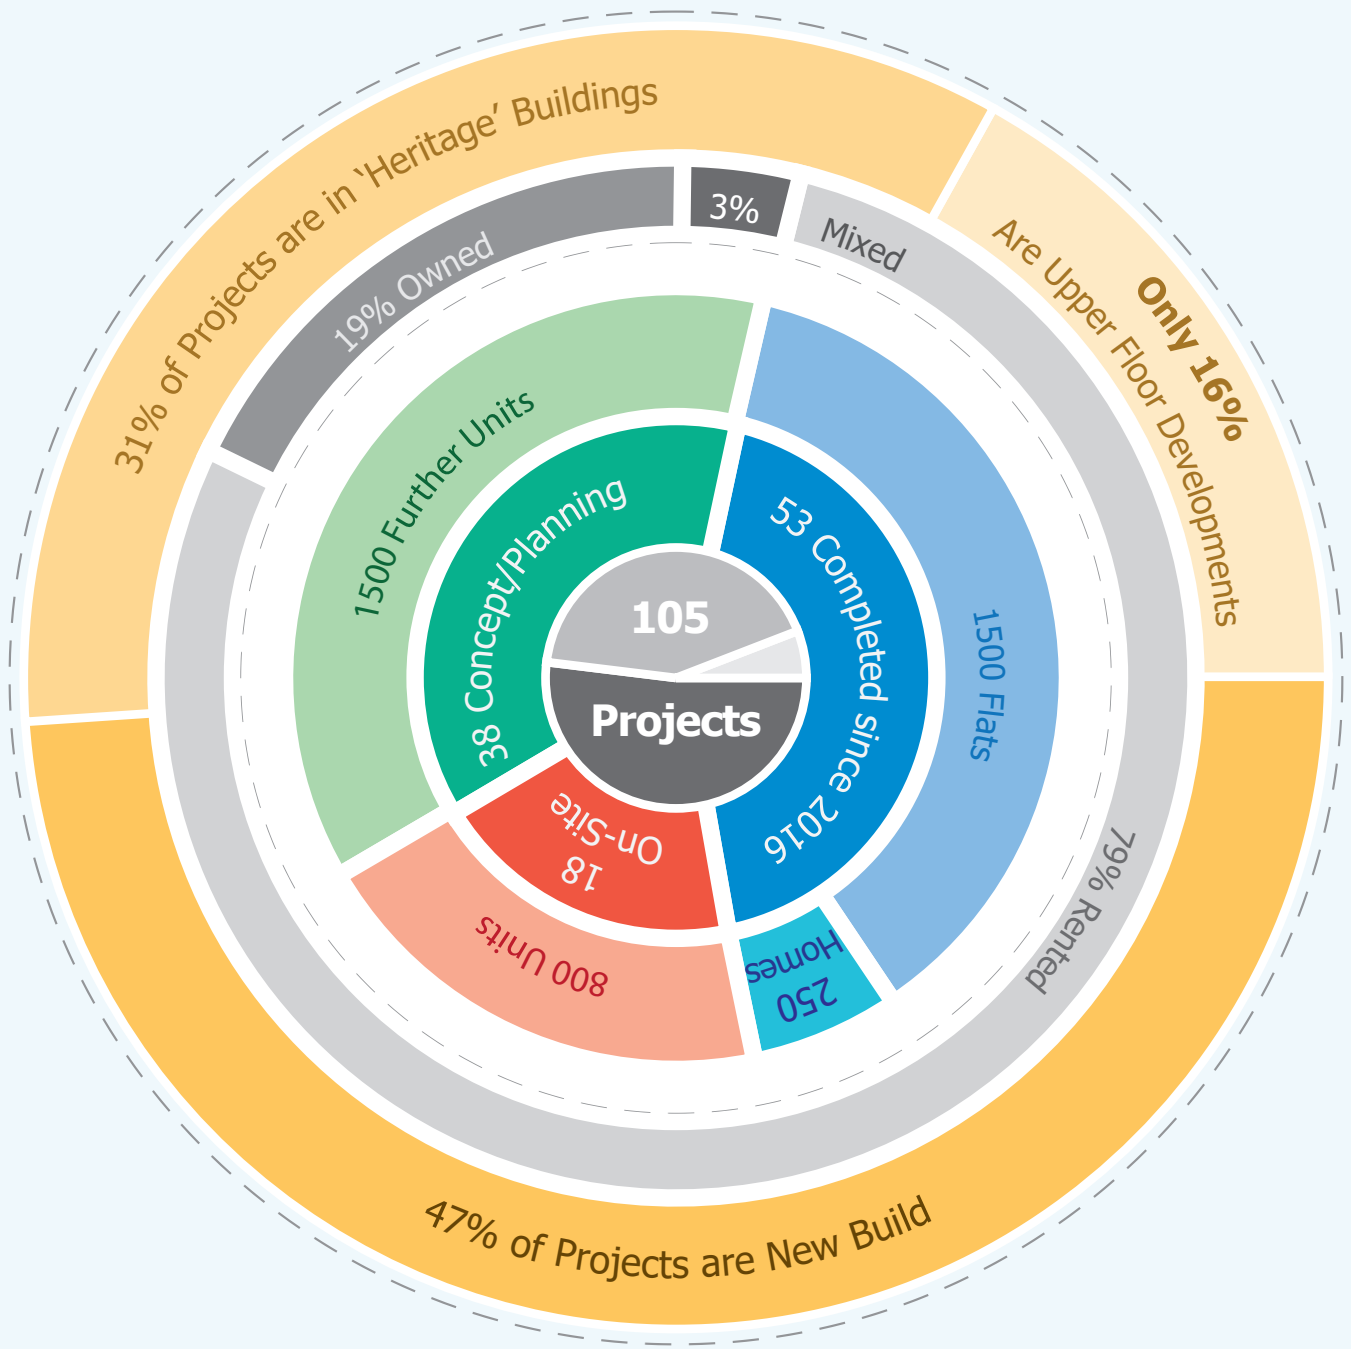 31% of Projects are in ‘Heritage’ Buildings
Only 16%
Are Upper Floor Developments
47% of Projects are New Build
19% Owned
3%
Mixed
79% Rented
1500 Further Units
1500 Flats
250
Homes
800 Units
38 Concept/Planning
53 Completed since 2016
18
On-Site
105
Projects